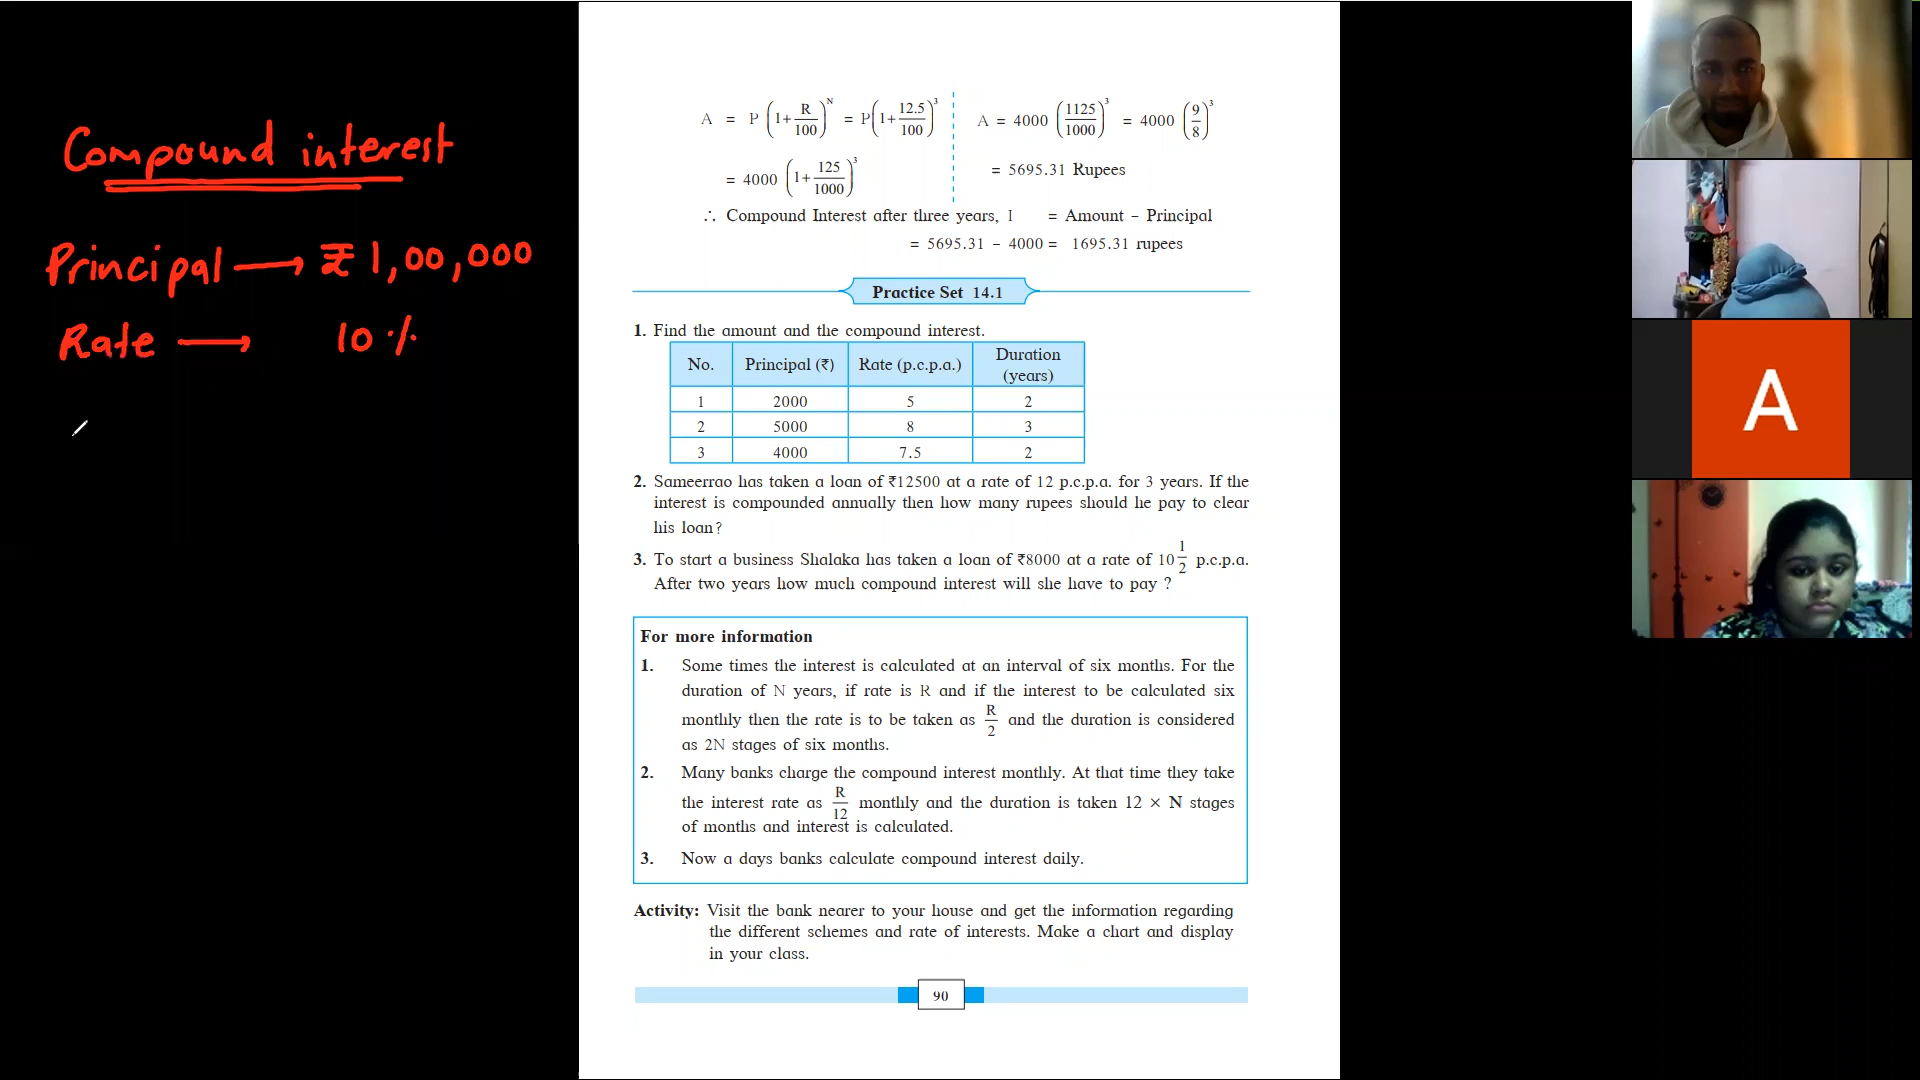 Compound interest
Principal → ₹ 1,00,000
Rate → 10 %
A = P (1+ R/100)^N = P(1+ 12.5/100)^3
= 4000 (1+ 125/1000)^3
A = 4000 (1125/1000)^3 = 4000 (9/8)^3
= 5695.31 Rupees
∴ Compound Interest after three years, I = Amount – Principal
= 5695.31 – 4000 = 1695.31 rupees
Practice Set 14.1
1. Find the amount and the compound interest.
No. Principal (₹) Rate (p.c.p.a.) Duration (years)
1 2000 5 2
2 5000 8 3
3 4000 7.5 2
2. Sameerrao has taken a loan of ₹12500 at a rate of 12 p.c.p.a. for 3 years. If the
interest is compounded annually then how many rupees should he pay to clear
his loan?
3. To start a business Shalaka has taken a loan of ₹8000 at a rate of 10 1/2 p.c.p.a.
After two years how much compound interest will she have to pay ?
For more information
1. Some times the interest is calculated at an interval of six months. For the
duration of N years, if rate is R and if the interest to be calculated six
monthly then the rate is to be taken as R/2 and the duration is considered
as 2N stages of six months.
2. Many banks charge the compound interest monthly. At that time they take
the interest rate as R/12 monthly and the duration is taken 12 × N stages
of months and interest is calculated.
3. Now a days banks calculate compound interest daily.
Activity: Visit the bank nearer to your house and get the information regarding
the different schemes and rate of interests. Make a chart and display
in your class.
90
A